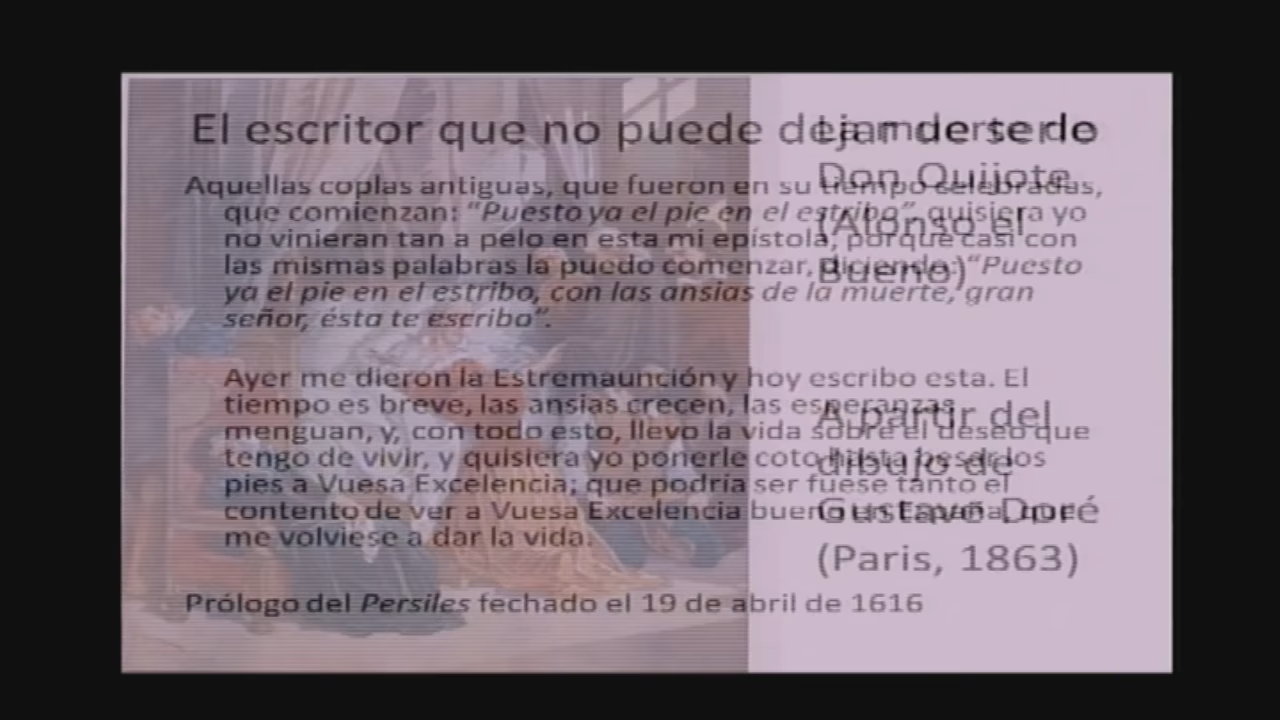 El escritor que no puede dejar de serlo
Aquellas coplas antiguas, que fueron en su tiempo celebradas,
que comienzan: “Puesto ya el pie en el estribo”, quisiera yo
no vinieran tan a pelo en esta mi epístola, porque casi con
las mismas palabras la puedo comenzar, diciendo: “Puesto
ya el pie en el estribo, con las ansias de la muerte, gran
señor, ésta te escribo”.
Ayer me dieron la Estremaunción y hoy escribo esta. El
tiempo es breve, las ansias crecen, las esperanzas
menguan, y, con todo esto, llevo la vida sobre el deseo que
tengo de vivir, y quisiera yo ponerle coto hasta besar los
pies a Vuesa Excelencia; que podría ser fuese tanto el
contento de ver a Vuesa Excelencia bueno en España, que
me volviese a dar la vida.
Prólogo del Persiles fechado el 19 de abril de 1616
La muerte de
Don Quijote
(Alonso el
Bueno)
A partir del
dibujo de
Gustavo Doré
(Paris, 1863)